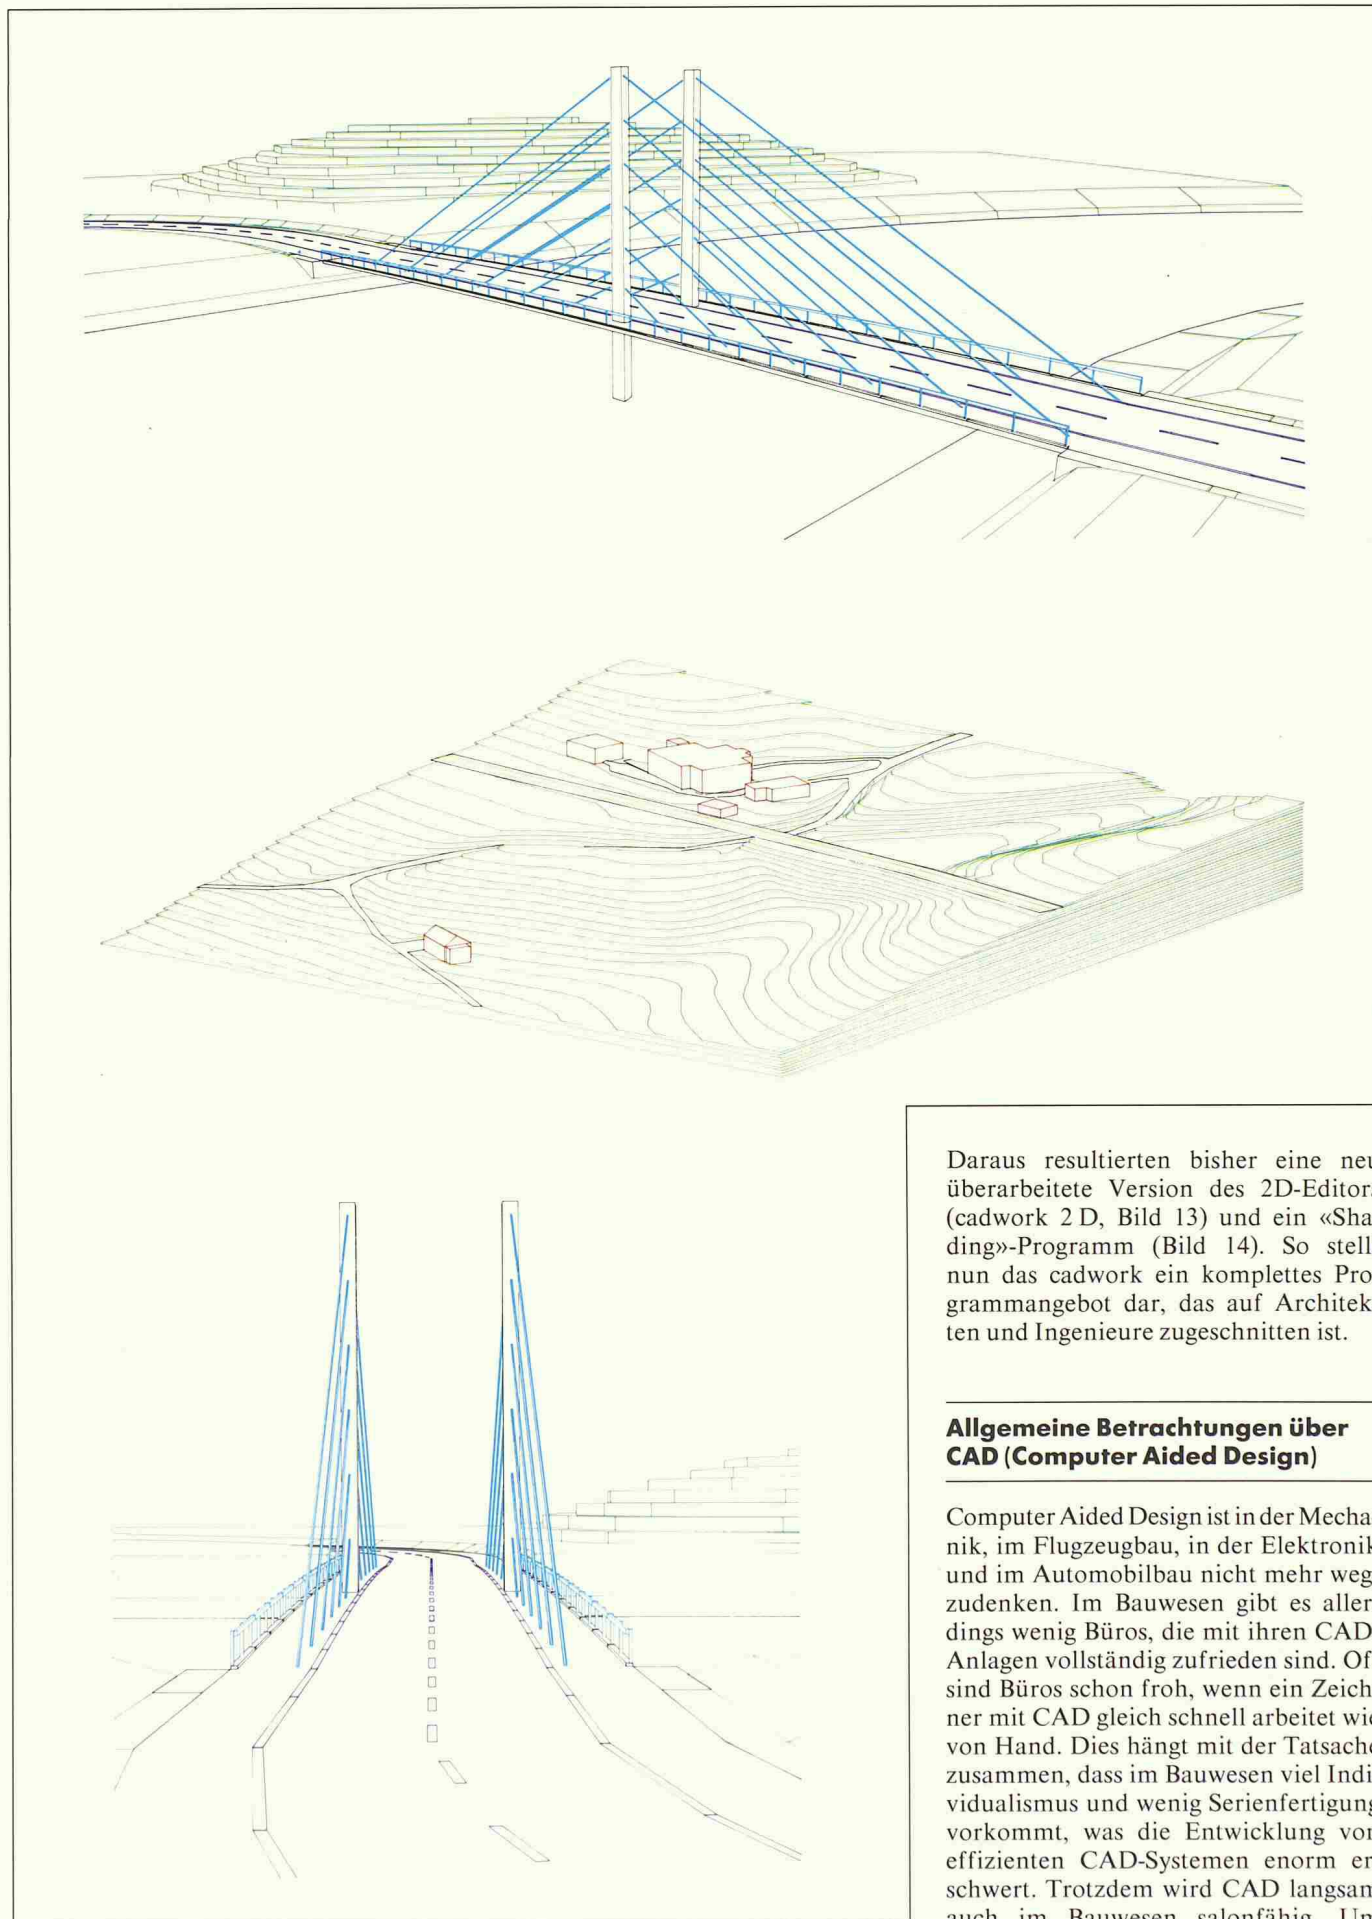 Daraus resultierten bisher eine neu
überarbeitete Version des 2D-Editors
(cadwork 2 D, Bild 13) und ein «Sha
ding»-Programm (Bild 14). So stell
nun das cadwork ein komplettes Pro
grammangebot dar, das auf Architek
ten und Ingenieure zugeschnitten ist.
Allgemeine Betrachtungen über
CAD (Computer Aided Design)
Computer Aided Design ist in der Mecha
nik, im Flugzeugbau, in der Elektronik
und im Automobilbau nicht mehr weg
zudenken. Im Bauwesen gibt es aller
dings wenig Büros, die mit ihren CAD
Anlagen vollständig zufrieden sind. Of
sind Büros schon froh, wenn ein Zeich
ner mit CAD gleich schnell arbeitet wie
von Hand. Dies hängt mit der Tatsache
zusammen, dass im Bauwesen viel Indi
vidualismus und wenig Serienfertigung
vorkommt, was die Entwicklung von
effizienten CAD-Systemen enorm er
schwert. Trotzdem wird CAD langsam
auch im Bauwesen salonfähig. Um